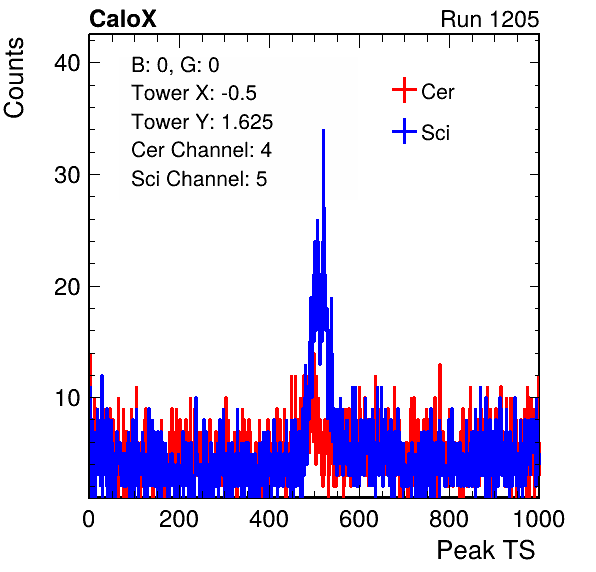 CaloX
Run 1205
Counts
B: 0, G: 0
Tower X: -0.5
Tower Y: 1.625
Cer Channel: 4
Sci Channel: 5
Cer
Sci
40
30
20
10
0 200 400 600 800 1000
Peak TS